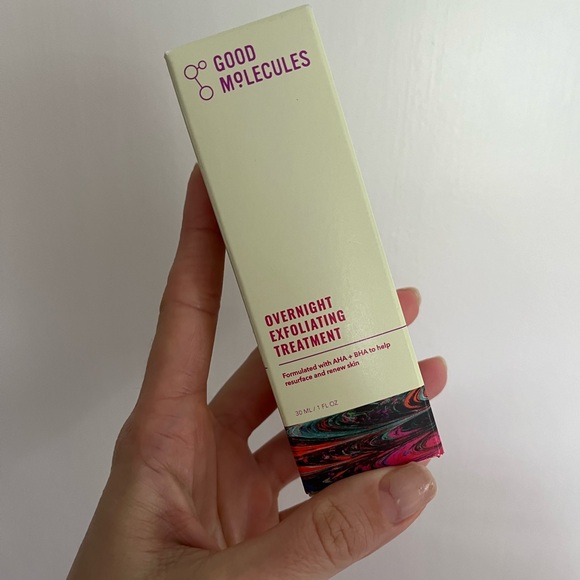 GOOD
MOLECULES
OVERNIGHT
EXFOLIATING
TREATMENT
Formulated with AHA + BHA to help
resurface and renew skin
30 ML / 1 FL OZ